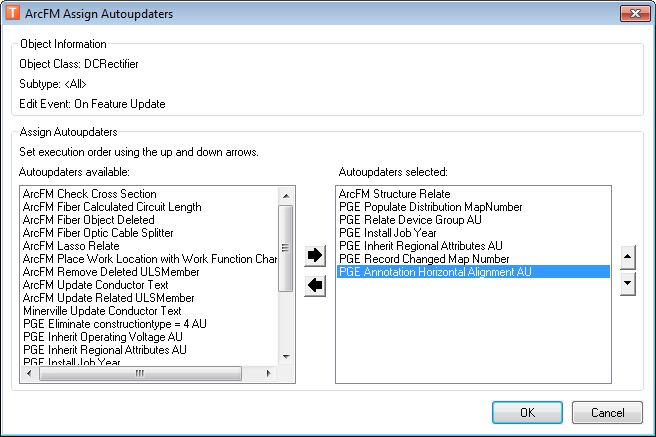 T ArcFM Assign Autoupdaters
Object Information
Object Class: DCRectifier
Subtype: <All>
Edit Event: On Feature Update
Assign Autoupdaters
Set execution order using the up and down arrows.
Autoupdaters available:
ArcFM Check Cross Section
ArcFM Fiber Calculated Circuit Length
ArcFM Fiber Object Deleted
ArcFM Fiber Optic Cable Splitter
ArcFM Lasso Relate
ArcFM Place Work Location with Work Function Char
ArcFM Remove Deleted ULSMember
ArcFM Update Conductor Text
ArcFM Update Related ULSMember
Minerville Update Conductor Text
PGE Eliminate constructiontype = 4 AU
PGE Inherit Operating Voltage AU
PGE Inherit Regional Attributes AU
PGE Install Job Year
Autoupdaters selected:
ArcFM Structure Relate
PGE Populate Distribution MapNumber
PGE Relate Device Group AU
PGE Install Job Year
PGE Inherit Regional Attributes AU
PGE Record Changed Map Number
PGE Annotation Horizontal Alignment AU
OK
Cancel